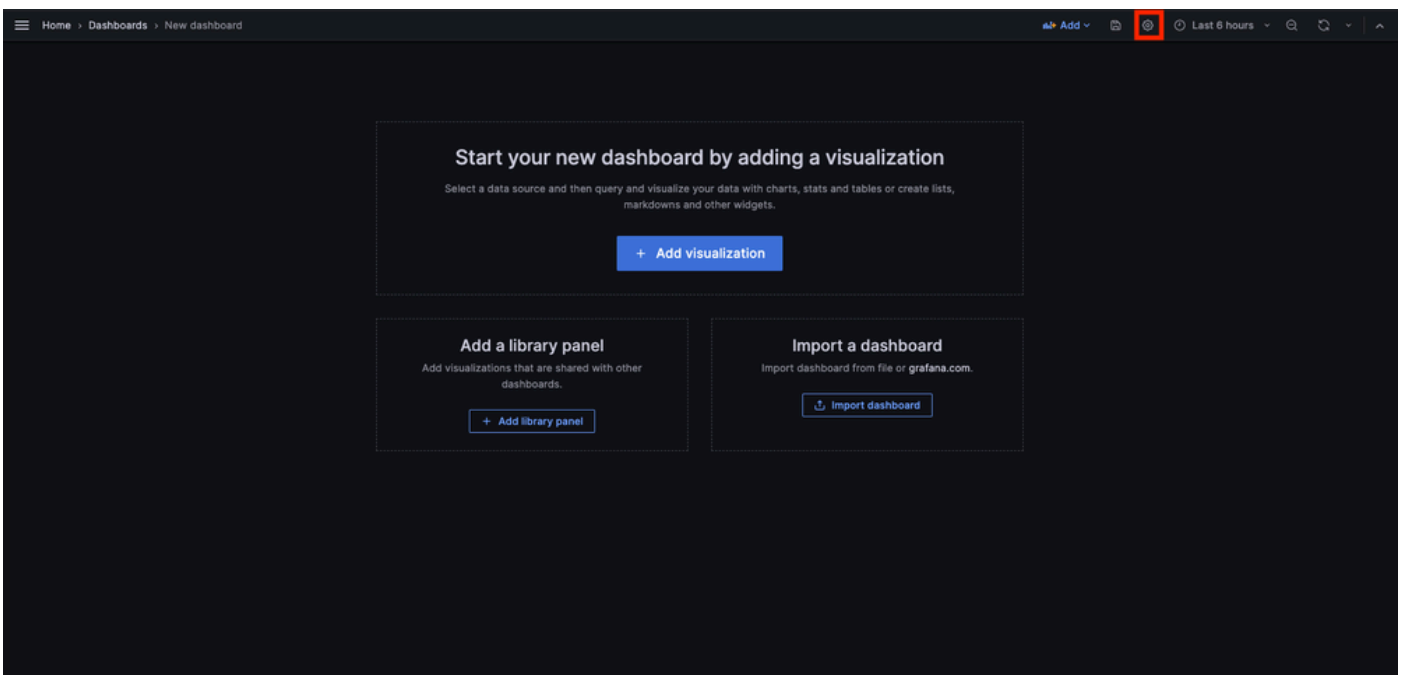 Home › Dashboards › New dashboard
Add
Last 6 hours
Start your new dashboard by adding a visualization
Select a data source and then query and visualize your data with charts, stats and tables or create lists,
markdowns and other widgets.
+ Add visualization
Add a library panel
Add visualizations that are shared with other
dashboards.
+ Add library panel
Import a dashboard
Import dashboard from file or grafana.com.
Import dashboard